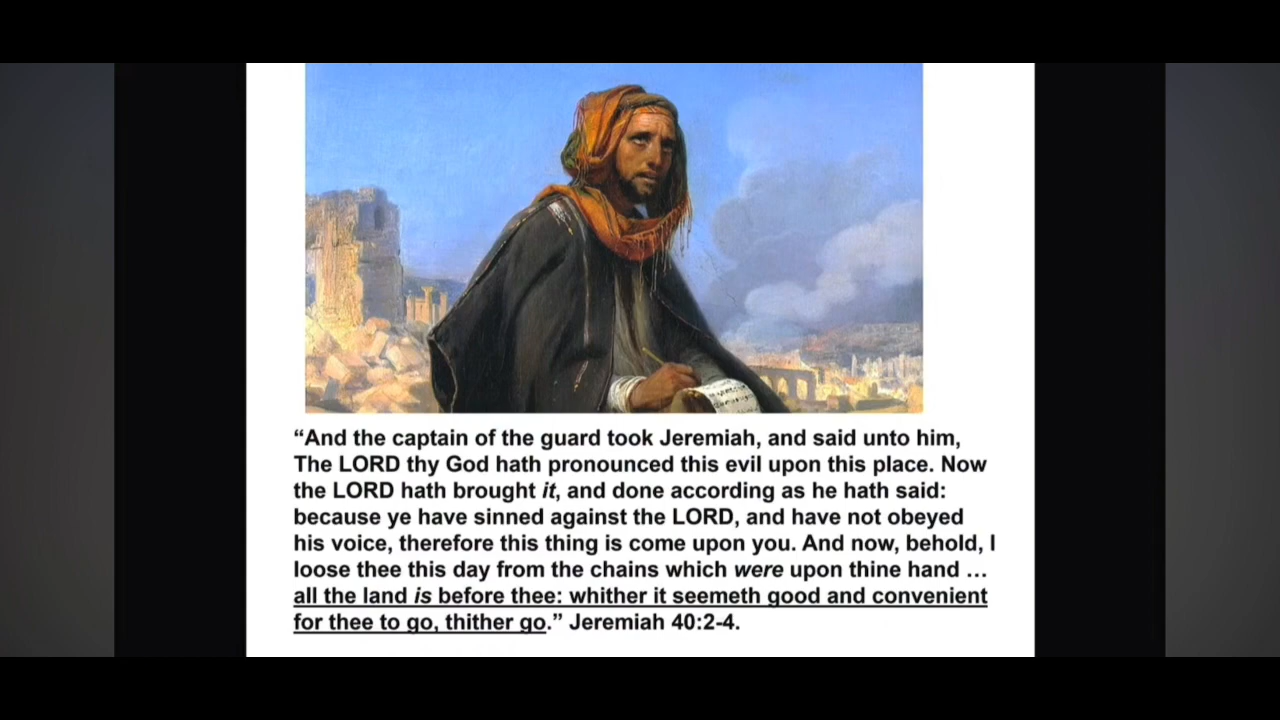 “And the captain of the guard took Jeremiah, and said unto him,
The LORD thy God hath pronounced this evil upon this place. Now
the LORD hath brought it, and done according as he hath said:
because ye have sinned against the LORD, and have not obeyed
his voice, therefore this thing is come upon you. And now, behold, I
loose thee this day from the chains which were upon thine hand …
all the land is before thee: whither it seemeth good and convenient
for thee to go, thither go.” Jeremiah 40:2-4.